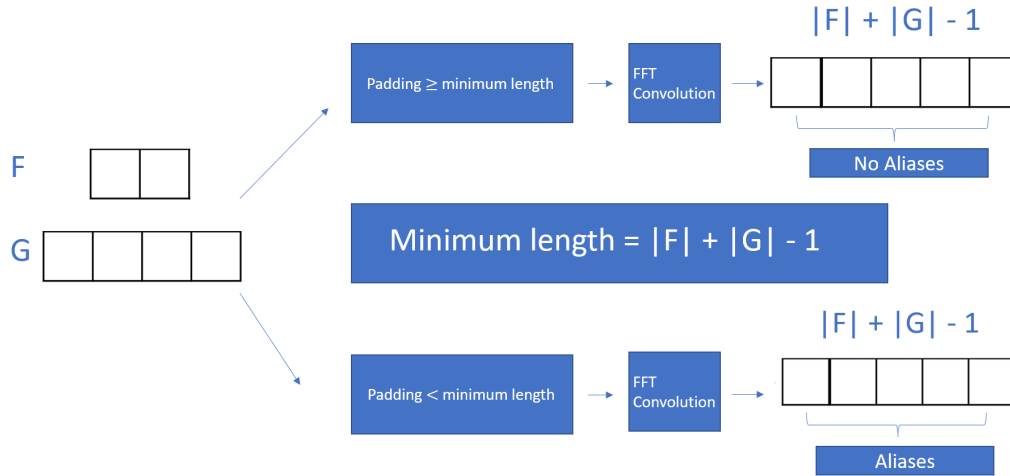 |F| + |G| - 1
Padding ≥ minimum length
FFT
Convolution
No Aliases
F
G
Minimum length = |F| + |G| - 1
|F| + |G| - 1
Padding < minimum length
FFT
Convolution
Aliases